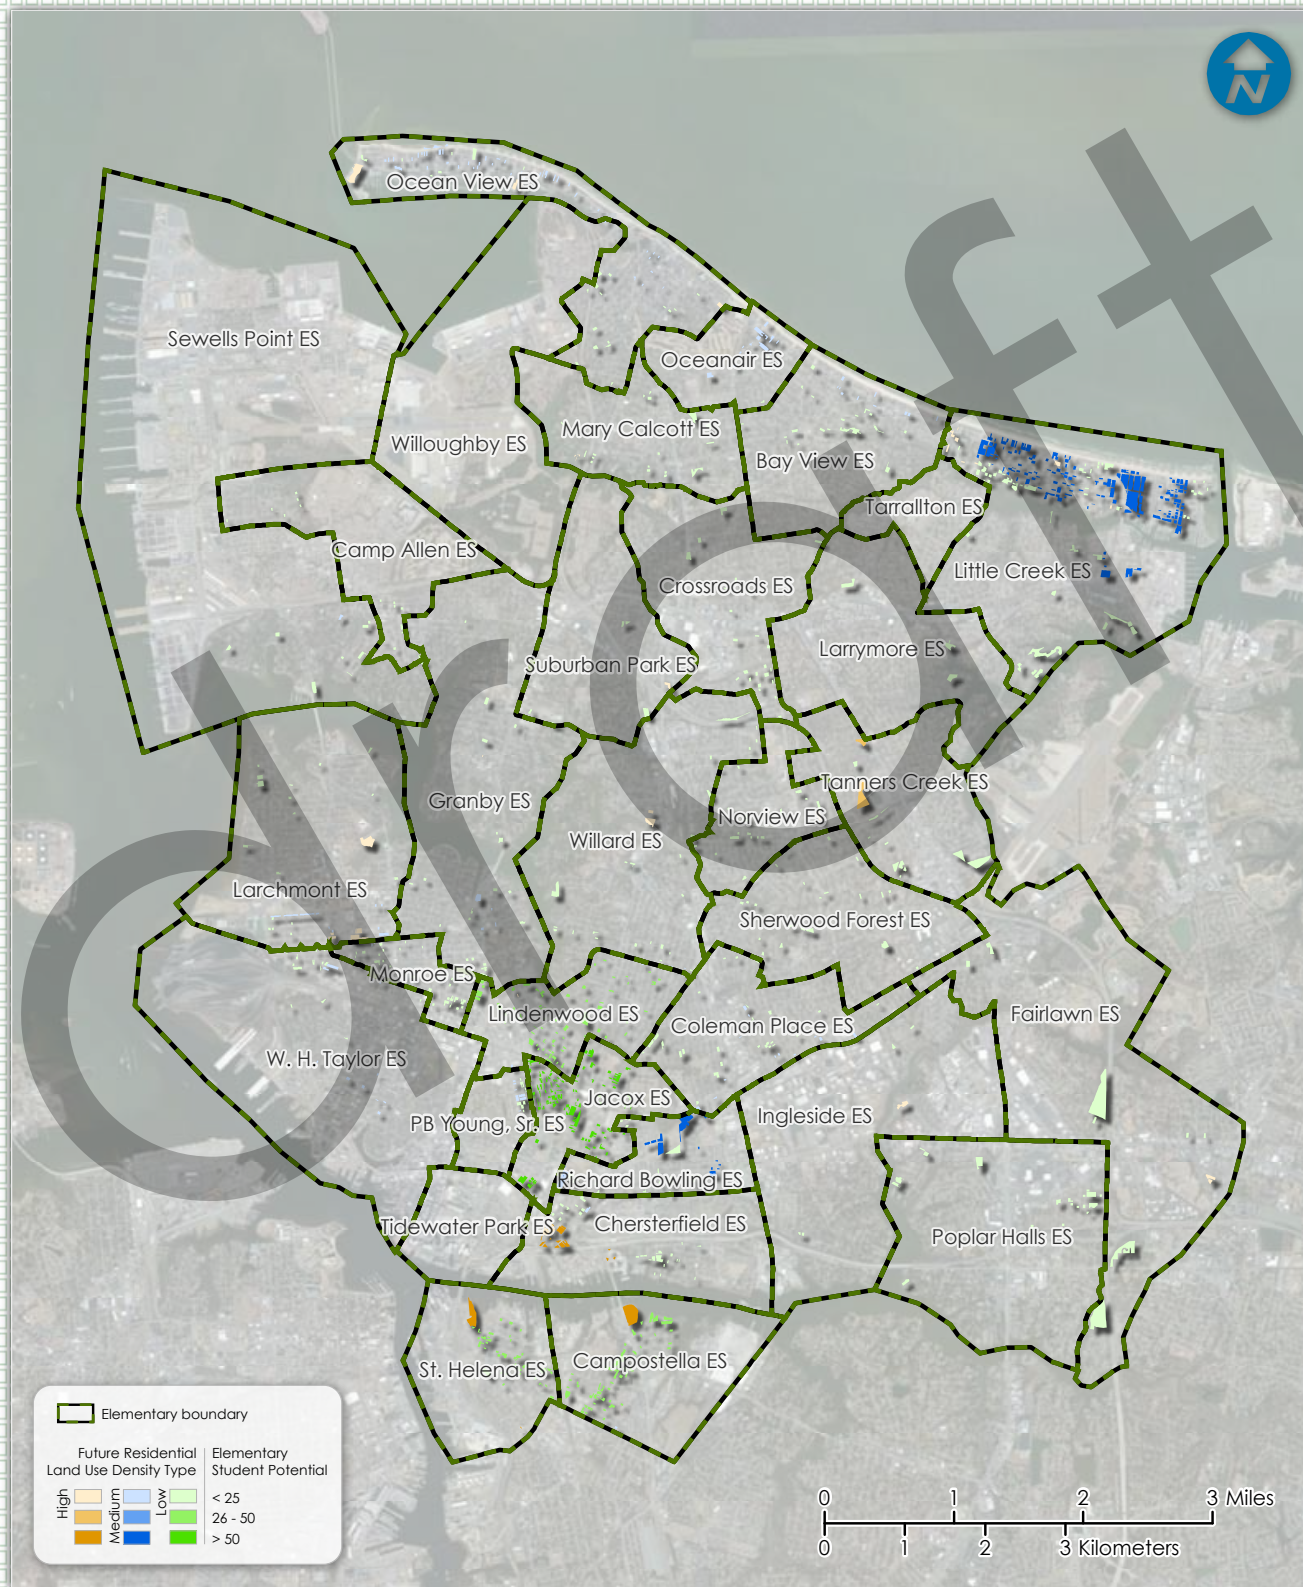 N
Ocean View ES
Sewells Point ES
Oceanair ES
Mary Calcott ES
Willoughby ES
Bay View ES
Tarrallton ES
Camp Allen ES
Little Creek ES
Crossroads ES
Larrymore ES
Suburban Park ES
Tanners Creek ES
Granby ES
Norview ES
Willard ES
Larchmont ES
Sherwood Forest ES
Monroe ES
Lindenwood ES
Fairlawn ES
Coleman Place ES
W. H. Taylor ES
Jacox ES
Ingleside ES
PB Young, Sr. ES
Richard Bowling ES
Tidewater Park ES
Chersterfield ES
Poplar Halls ES
Campostella ES
St. Helena ES
draft
Elementary boundary
Future Residential
Land Use Density Type
Elementary
Student Potential
High
Medium
Low
< 25
26 - 50
> 50
0 1 2 3 Miles
0 1 2 3 Kilometers